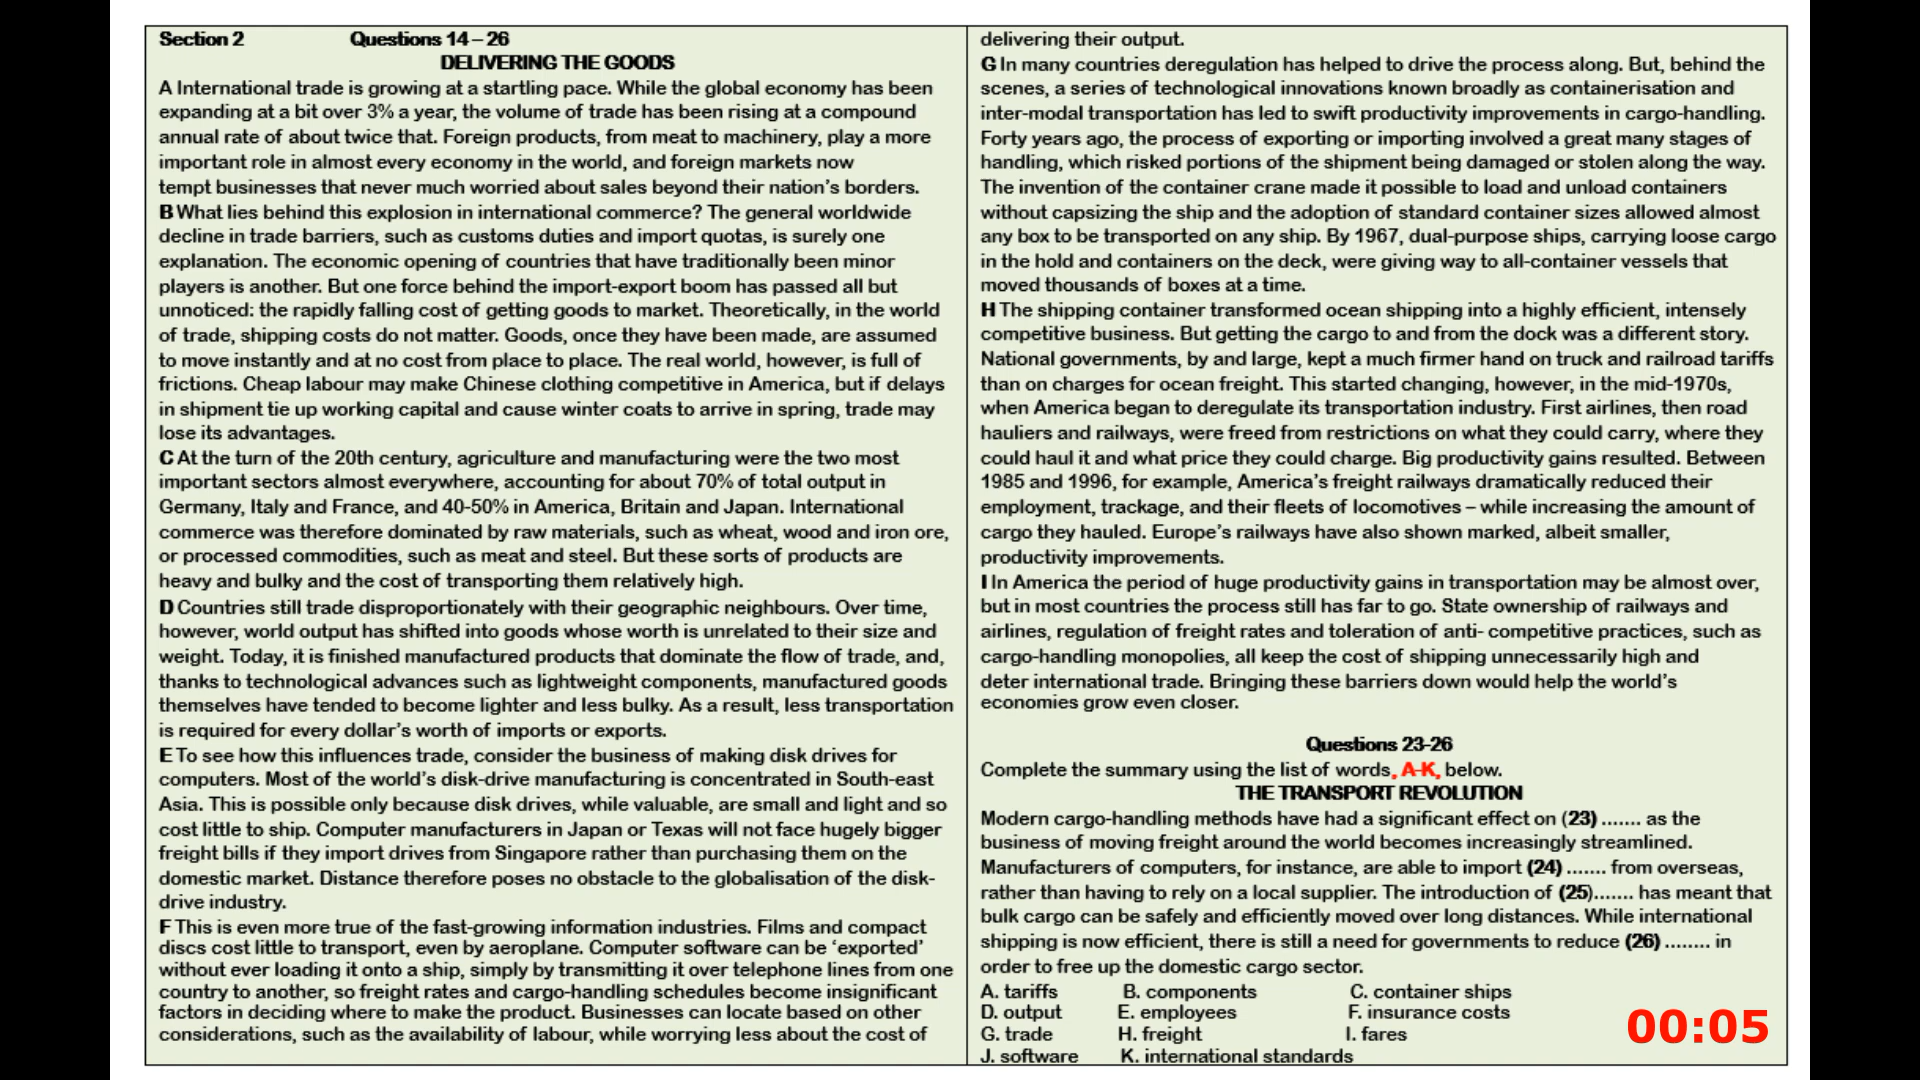 Section 2 Questions 14 – 26
DELIVERING THE GOODS
A International trade is growing at a startling pace. While the global economy has been
expanding at a bit over 3% a year, the volume of trade has been rising at a compound
annual rate of about twice that. Foreign products, from meat to machinery, play a more
important role in almost every economy in the world, and foreign markets now
tempt businesses that never much worried about sales beyond their nation's borders.
B What lies behind this explosion in international commerce? The general worldwide
decline in trade barriers, such as customs duties and import quotas, is surely one
explanation. The economic opening of countries that have traditionally been minor
players is another. But one force behind the import-export boom has passed all but
unnoticed: the rapidly falling cost of getting goods to market. Theoretically, in the world
of trade, shipping costs do not matter. Goods, once they have been made, are assumed
to move instantly and at no cost from place to place. The real world, however, is full of
frictions. Cheap labour may make Chinese clothing competitive in America, but if delays
in shipment tie up working capital and cause winter coats to arrive in spring, trade may
lose its advantages.
C At the turn of the 20th century, agriculture and manufacturing were the two most
important sectors almost everywhere, accounting for about 70% of total output in
Germany, Italy and France, and 40-50% in America, Britain and Japan. International
commerce was therefore dominated by raw materials, such as wheat, wood and iron ore,
or processed commodities, such as meat and steel. But these sorts of products are
heavy and bulky and the cost of transporting them relatively high.
D Countries still trade disproportionately with their geographic neighbours. Over time,
however, world output has shifted into goods whose worth is unrelated to their size and
weight. Today, it is finished manufactured products that dominate the flow of trade, and,
thanks to technological advances such as lightweight components, manufactured goods
themselves have tended to become lighter and less bulky. As a result, less transportation
is required for every dollar's worth of imports or exports.
E To see how this influences trade, consider the business of making disk drives for
computers. Most of the world's disk-drive manufacturing is concentrated in South-east
Asia. This is possible only because disk drives, while valuable, are small and light and so
cost little to ship. Computer manufacturers in Japan or Texas will not face hugely bigger
freight bills if they import drives from Singapore rather than purchasing them on the
domestic market. Distance therefore poses no obstacle to the globalisation of the disk-
drive industry.
F This is even more true of the fast-growing information industries. Films and compact
discs cost little to transport, even by aeroplane. Computer software can be 'exported'
without ever loading it onto a ship, simply by transmitting it over telephone lines from one
country to another, so freight rates and cargo-handling schedules become insignificant
factors in deciding where to make the product. Businesses can locate based on other
considerations, such as the availability of labour, while worrying less about the cost of
delivering their output.
G In many countries deregulation has helped to drive the process along. But, behind the
scenes, a series of technological innovations known broadly as containerisation and
inter-modal transportation has led to swift productivity improvements in cargo-handling.
Forty years ago, the process of exporting or importing involved a great many stages of
handling, which risked portions of the shipment being damaged or stolen along the way.
The invention of the container crane made it possible to load and unload containers
without capsizing the ship and the adoption of standard container sizes allowed almost
any box to be transported on any ship. By 1967, dual-purpose ships, carrying loose cargo
in the hold and containers on the deck, were giving way to all-container vessels that
moved thousands of boxes at a time.
H The shipping container transformed ocean shipping into a highly efficient, intensely
competitive business. But getting the cargo to and from the dock was a different story.
National governments, by and large, kept a much firmer hand on truck and railroad tariffs
than on charges for ocean freight. This started changing, however, in the mid-1970s,
when America began to deregulate its transportation industry. First airlines, then road
hauliers and railways, were freed from restrictions on what they could carry, where they
could haul it and what price they could charge. Big productivity gains resulted. Between
1985 and 1996, for example, America's freight railways dramatically reduced their
employment, trackage, and their fleets of locomotives – while increasing the amount of
cargo they hauled. Europe's railways have also shown marked, albeit smaller,
productivity improvements.
I In America the period of huge productivity gains in transportation may be almost over,
but in most countries the process still has far to go. State ownership of railways and
airlines, regulation of freight rates and toleration of anti- competitive practices, such as
cargo-handling monopolies, all keep the cost of shipping unnecessarily high and
deter international trade. Bringing these barriers down would help the world's
economies grow even closer.
Questions 23-26
Complete the summary using the list of words, A-K, below.
THE TRANSPORT REVOLUTION
Modern cargo-handling methods have had a significant effect on (23) ....... as the
business of moving freight around the world becomes increasingly streamlined.
Manufacturers of computers, for instance, are able to import (24) ....... from overseas,
rather than having to rely on a local supplier. The introduction of (25)....... has meant that
bulk cargo can be safely and efficiently moved over long distances. While international
shipping is now efficient, there is still a need for governments to reduce (26) ........ in
order to free up the domestic cargo sector.
A. tariffs B. components C. container ships
D. output E. employees F. insurance costs
G. trade H. freight I. fares
J. software K. international standards
00:05